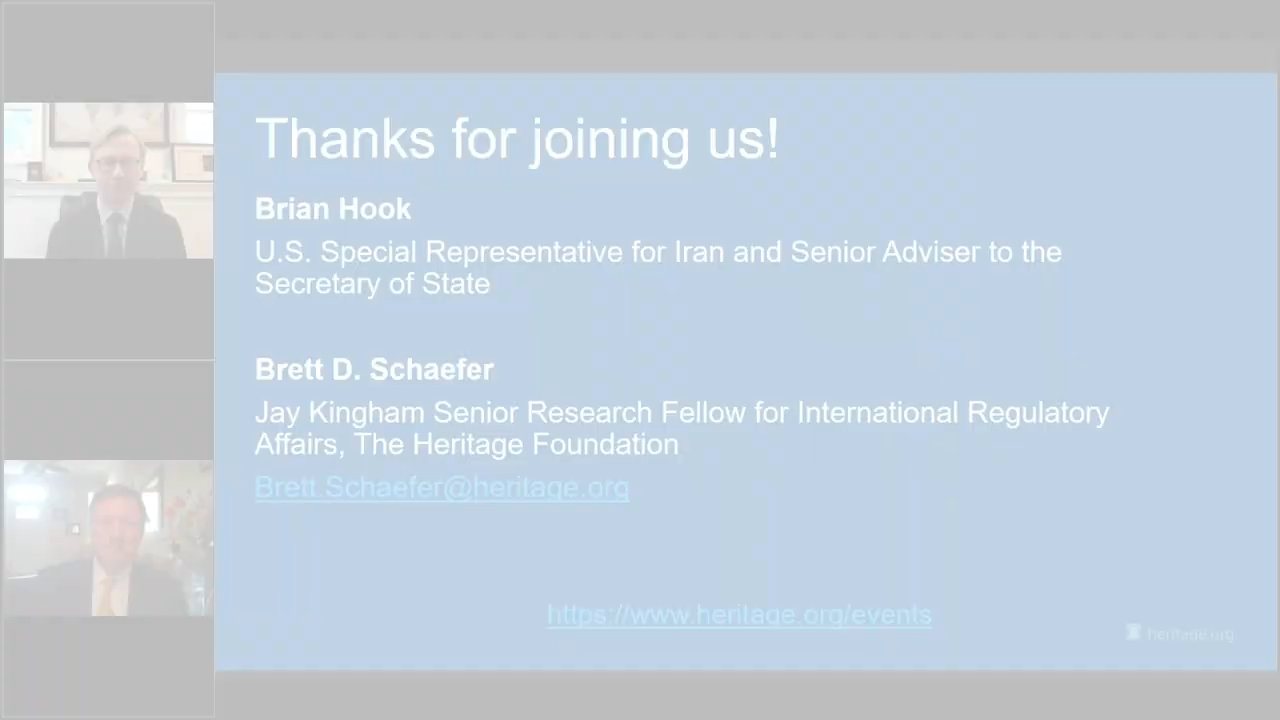 Thanks for joining us!
Brian Hook
U.S. Special Representative for Iran and Senior Adviser to the
Secretary of State
Brett D. Schaefer
Jay Kingham Senior Research Fellow for International Regulatory
Affairs, The Heritage Foundation
Brett.Schaefer@heritage.org
https://www.heritage.org/events
heritage.org